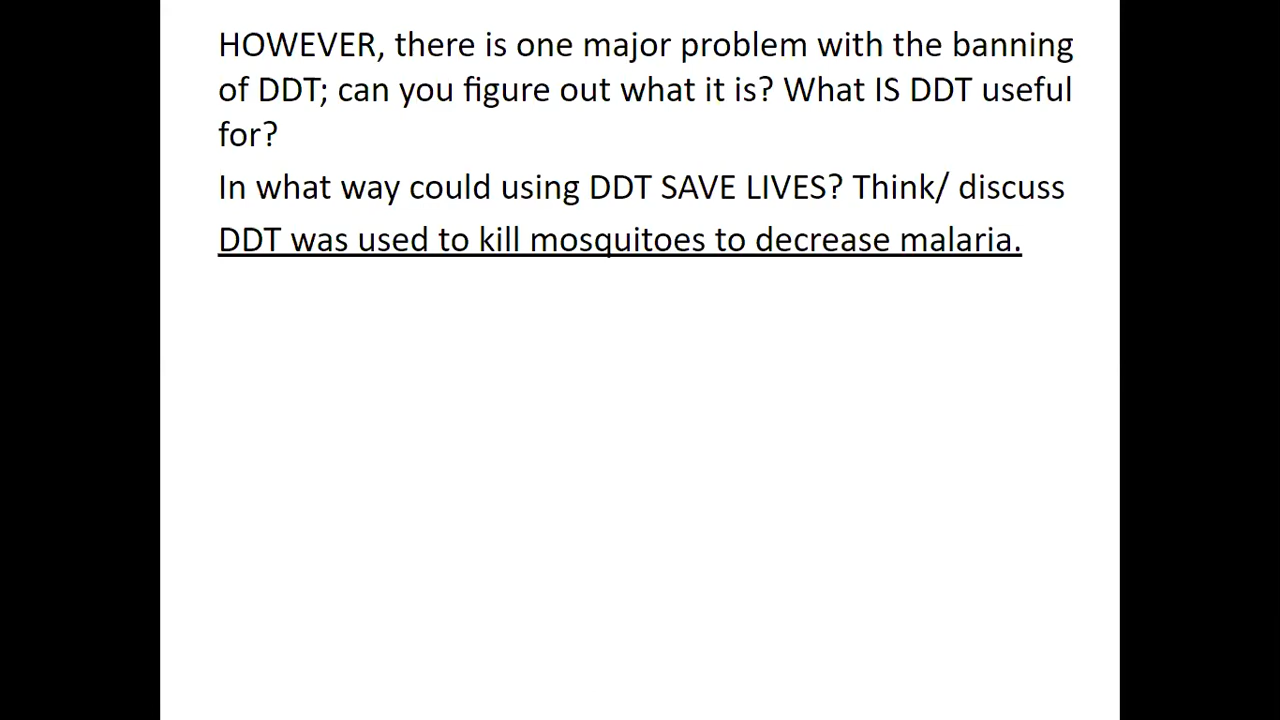 HOWEVER, there is one major problem with the banning
of DDT; can you figure out what it is? What IS DDT useful
for?
In what way could using DDT SAVE LIVES? Think/ discuss
DDT was used to kill mosquitoes to decrease malaria.